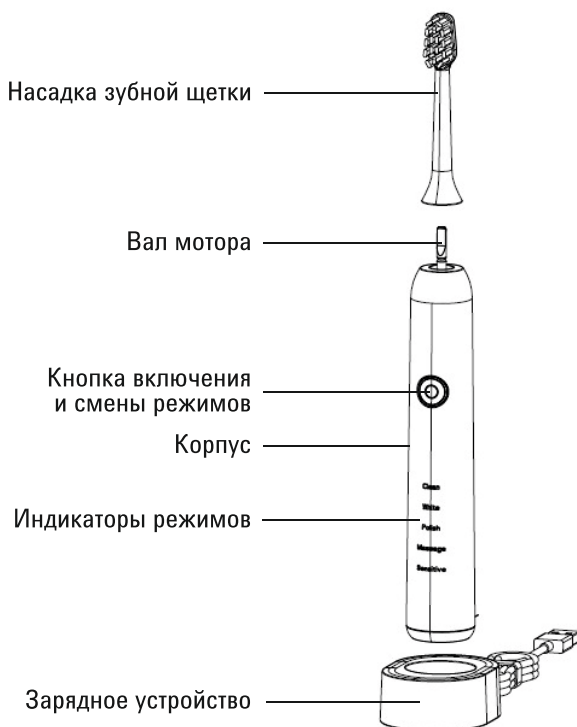 Насадка зубной щетки
Вал мотора
Кнопка включения
и смены режимов
Корпус
Clean
White
Polish
Индикаторы режимов
Massage
Sensitive
Зарядное устройство